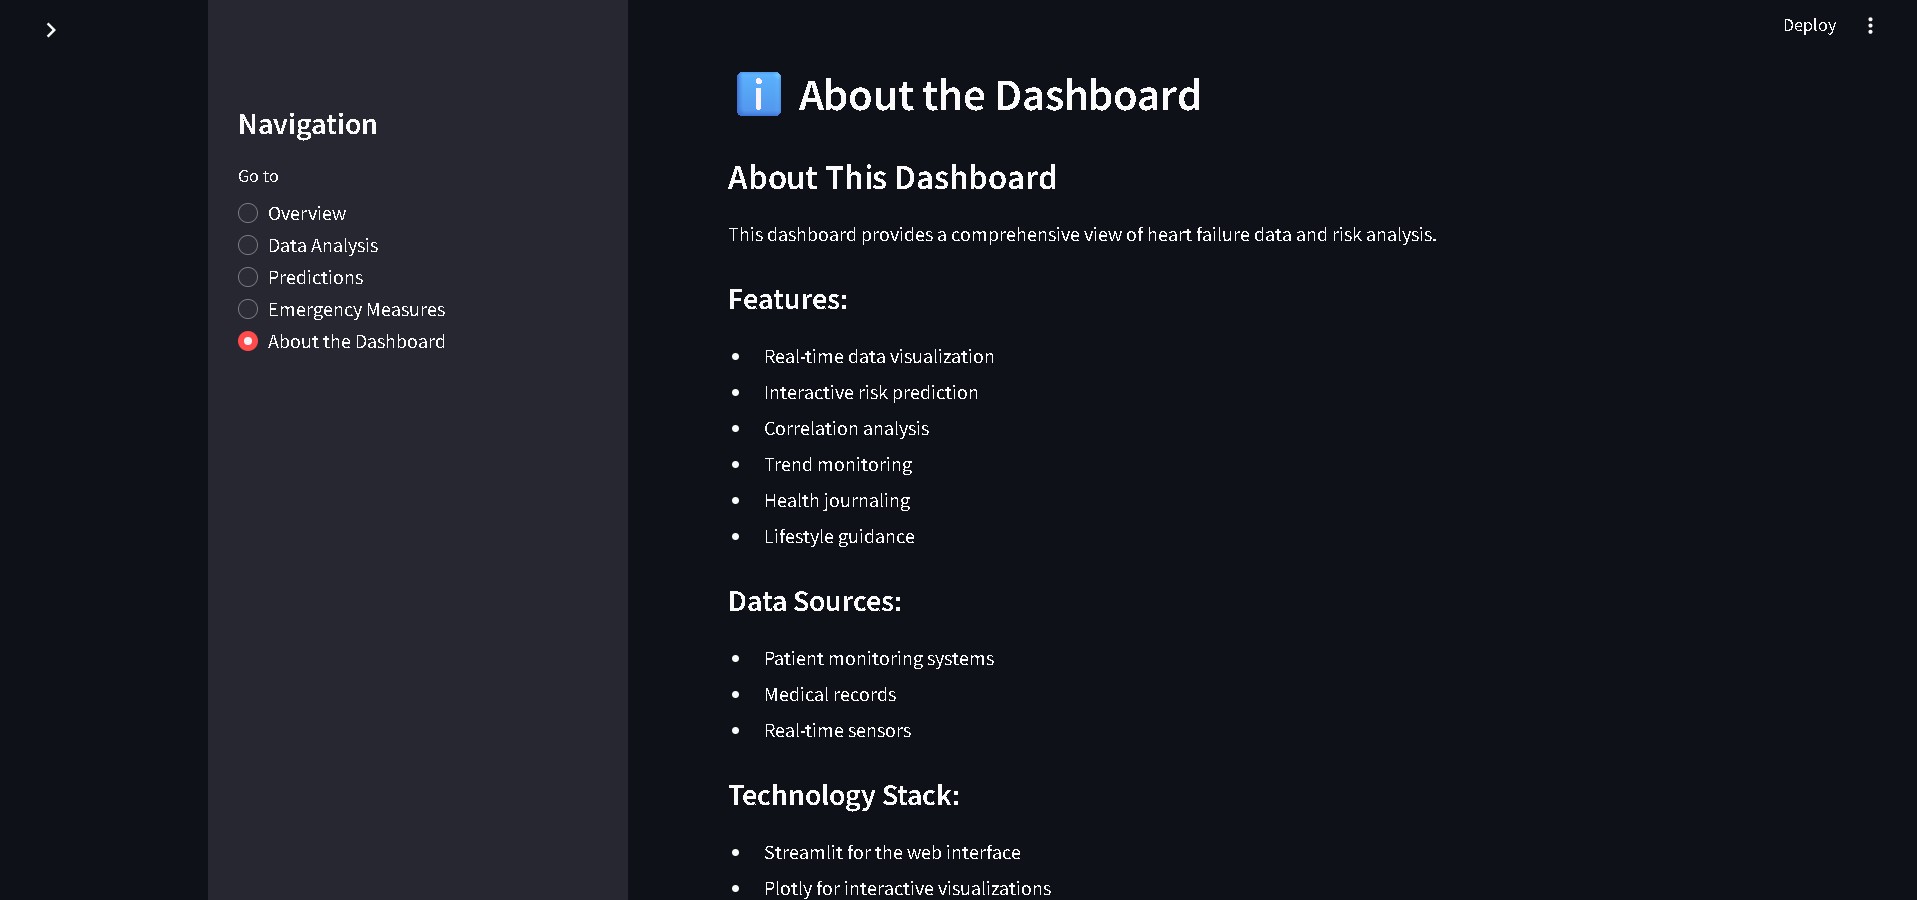 Deploy
Navigation
Go to
Overview
Data Analysis
Predictions
Emergency Measures
About the Dashboard
ℹ️ About the Dashboard
About This Dashboard
This dashboard provides a comprehensive view of heart failure data and risk analysis.
Features:
• Real-time data visualization
• Interactive risk prediction
• Correlation analysis
• Trend monitoring
• Health journaling
• Lifestyle guidance
Data Sources:
• Patient monitoring systems
• Medical records
• Real-time sensors
Technology Stack:
• Streamlit for the web interface
• Plotly for interactive visualizations